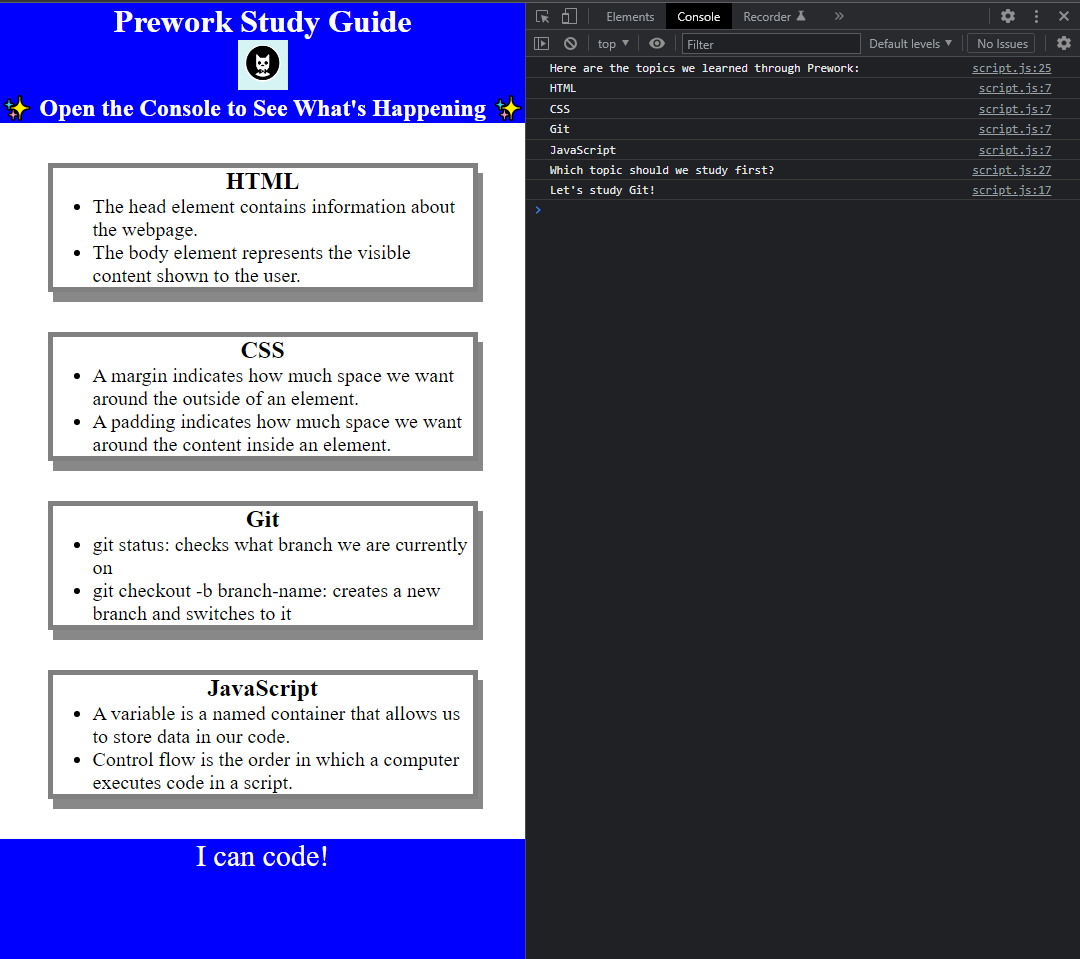 Prework Study Guide
✨ Open the Console to See What's Happening ✨
HTML
The head element contains information about
the webpage.
The body element represents the visible
content shown to the user.
CSS
A margin indicates how much space we want
around the outside of an element.
A padding indicates how much space we want
around the content inside an element.
Git
git status: checks what branch we are currently
on
git checkout -b branch-name: creates a new
branch and switches to it
JavaScript
A variable is a named container that allows us
to store data in our code.
Control flow is the order in which a computer
executes code in a script.
I can code!
Elements Console Recorder »
top ▼ Filter Default levels ▼ No Issues
Here are the topics we learned through Prework: script.js:25
HTML script.js:7
CSS script.js:7
Git script.js:7
JavaScript script.js:7
Which topic should we study first? script.js:27
Let's study Git! script.js:17